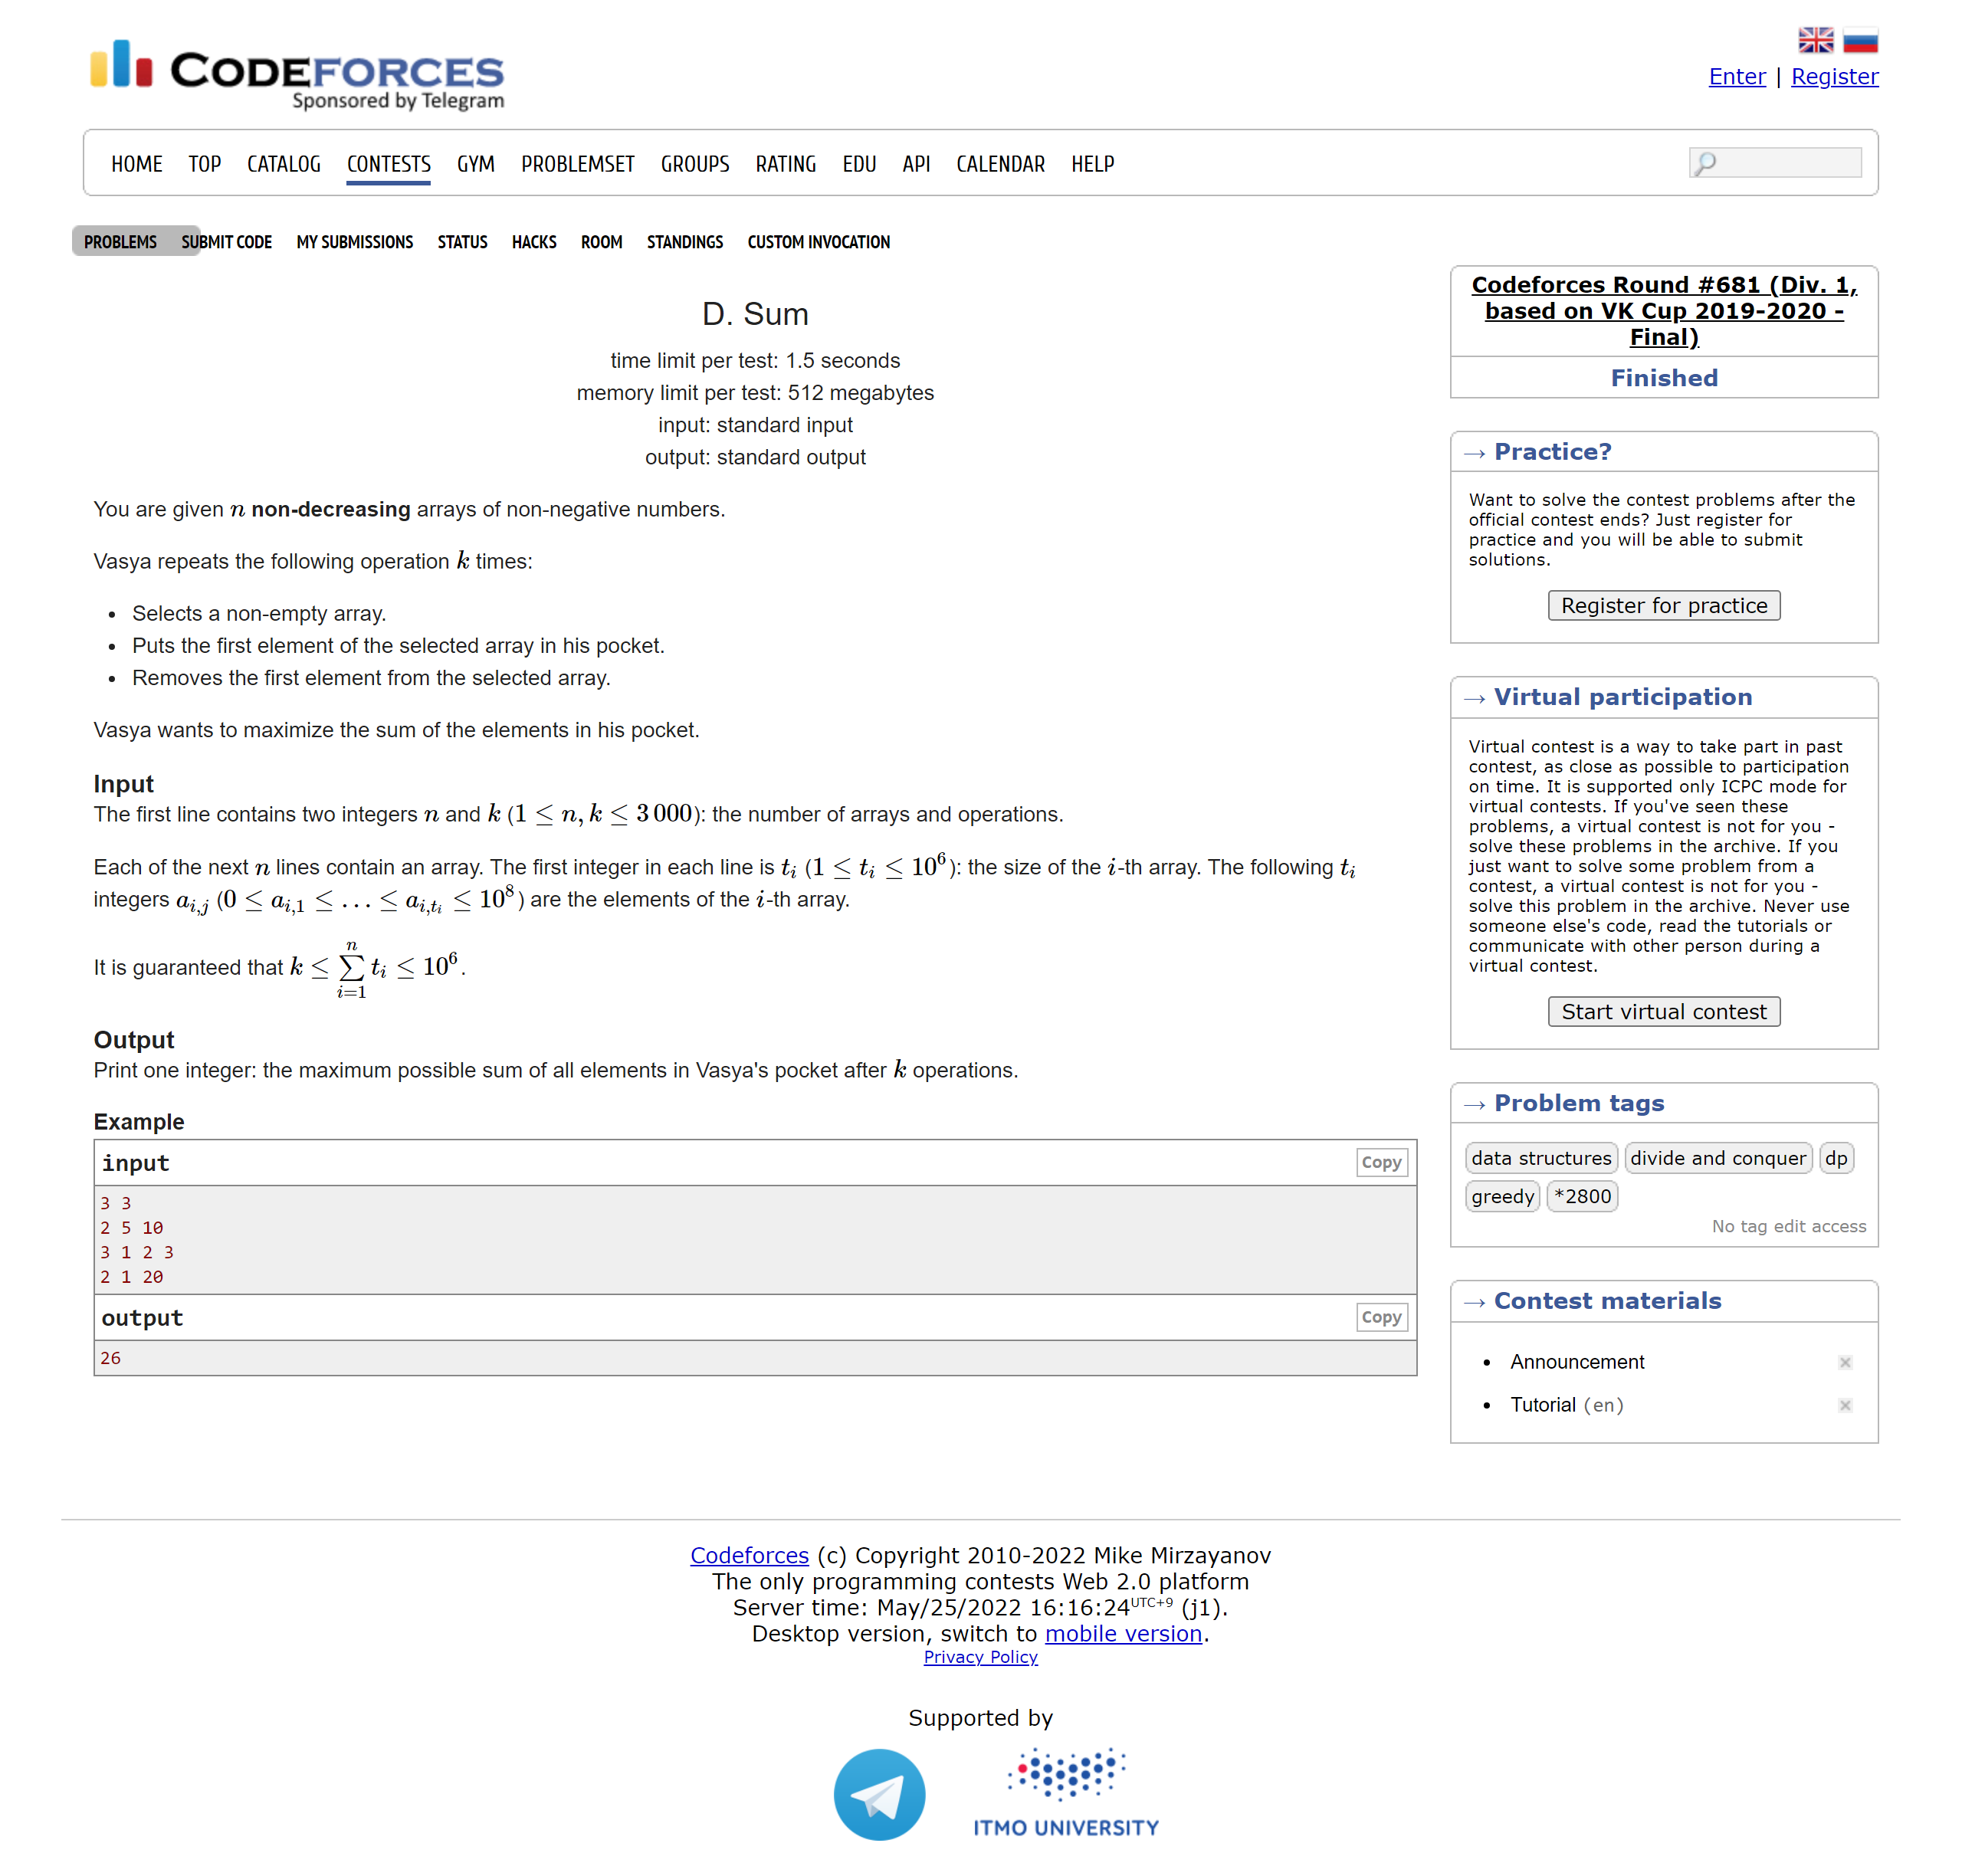 CODEFORCES
Sponsored by Telegram
Enter | Register
HOME TOP CATALOG CONTESTS GYM PROBLEMSET GROUPS RATING EDU API CALENDAR HELP
PROBLEMS SUBMIT CODE MY SUBMISSIONS STATUS HACKS ROOM STANDINGS CUSTOM INVOCATION
D. Sum
time limit per test: 1.5 seconds
memory limit per test: 512 megabytes
input: standard input
output: standard output
You are given n non-decreasing arrays of non-negative numbers.
Vasya repeats the following operation k times:
• Selects a non-empty array.
• Puts the first element of the selected array in his pocket.
• Removes the first element from the selected array.
Vasya wants to maximize the sum of the elements in his pocket.
Input
The first line contains two integers n and k (1 ≤ n, k ≤ 3 000): the number of arrays and operations.
Each of the next n lines contain an array. The first integer in each line is t_i (1 ≤ t_i ≤ 10^6): the size of the i-th array. The following t_i
integers a_{i,j} (0 ≤ a_{i,1} ≤ … ≤ a_{i,t_i} ≤ 10^8) are the elements of the i-th array.
It is guaranteed that k ≤ ∑_{i=1}^{n} t_i ≤ 10^6.
Output
Print one integer: the maximum possible sum of all elements in Vasya's pocket after k operations.
Example
input
Copy
3 3
2 5 10
3 1 2 3
2 1 20
output
Copy
26
Codeforces Round #681 (Div. 1,
based on VK Cup 2019-2020 -
Final)
Finished
→ Practice?
Want to solve the contest problems after the
official contest ends? Just register for
practice and you will be able to submit
solutions.
Register for practice
→ Virtual participation
Virtual contest is a way to take part in past
contest, as close as possible to participation
on time. It is supported only ICPC mode for
virtual contests. If you've seen these
problems, a virtual contest is not for you -
solve these problems in the archive. If you
just want to solve some problem from a
contest, a virtual contest is not for you -
solve this problem in the archive. Never use
someone else's code, read the tutorials or
communicate with other person during a
virtual contest.
Start virtual contest
→ Problem tags
data structures divide and conquer dp
greedy *2800
No tag edit access
→ Contest materials
• Announcement
• Tutorial (en)
Codeforces (c) Copyright 2010-2022 Mike Mirzayanov
The only programming contests Web 2.0 platform
Server time: May/25/2022 16:16:24 UTC+9 (j1).
Desktop version, switch to mobile version.
Privacy Policy
Supported by
ITMO UNIVERSITY